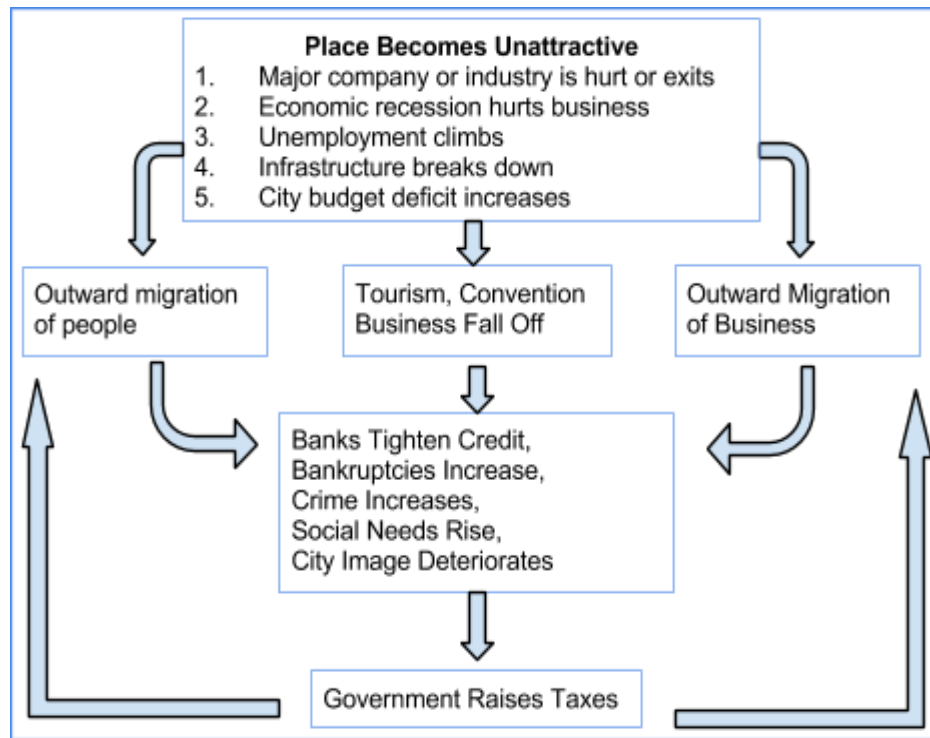 Place Becomes Unattractive
1. Major company or industry is hurt or exits
2. Economic recession hurts business
3. Unemployment climbs
4. Infrastructure breaks down
5. City budget deficit increases
Outward migration
of people
Tourism, Convention
Business Fall Off
Outward Migration
of Business
Banks Tighten Credit,
Bankruptcies Increase,
Crime Increases,
Social Needs Rise,
City Image Deteriorates
Government Raises Taxes